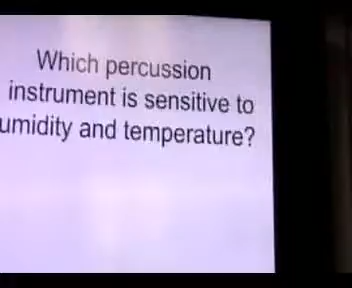 Which percussion
instrument is sensitive to
umidity and temperature?